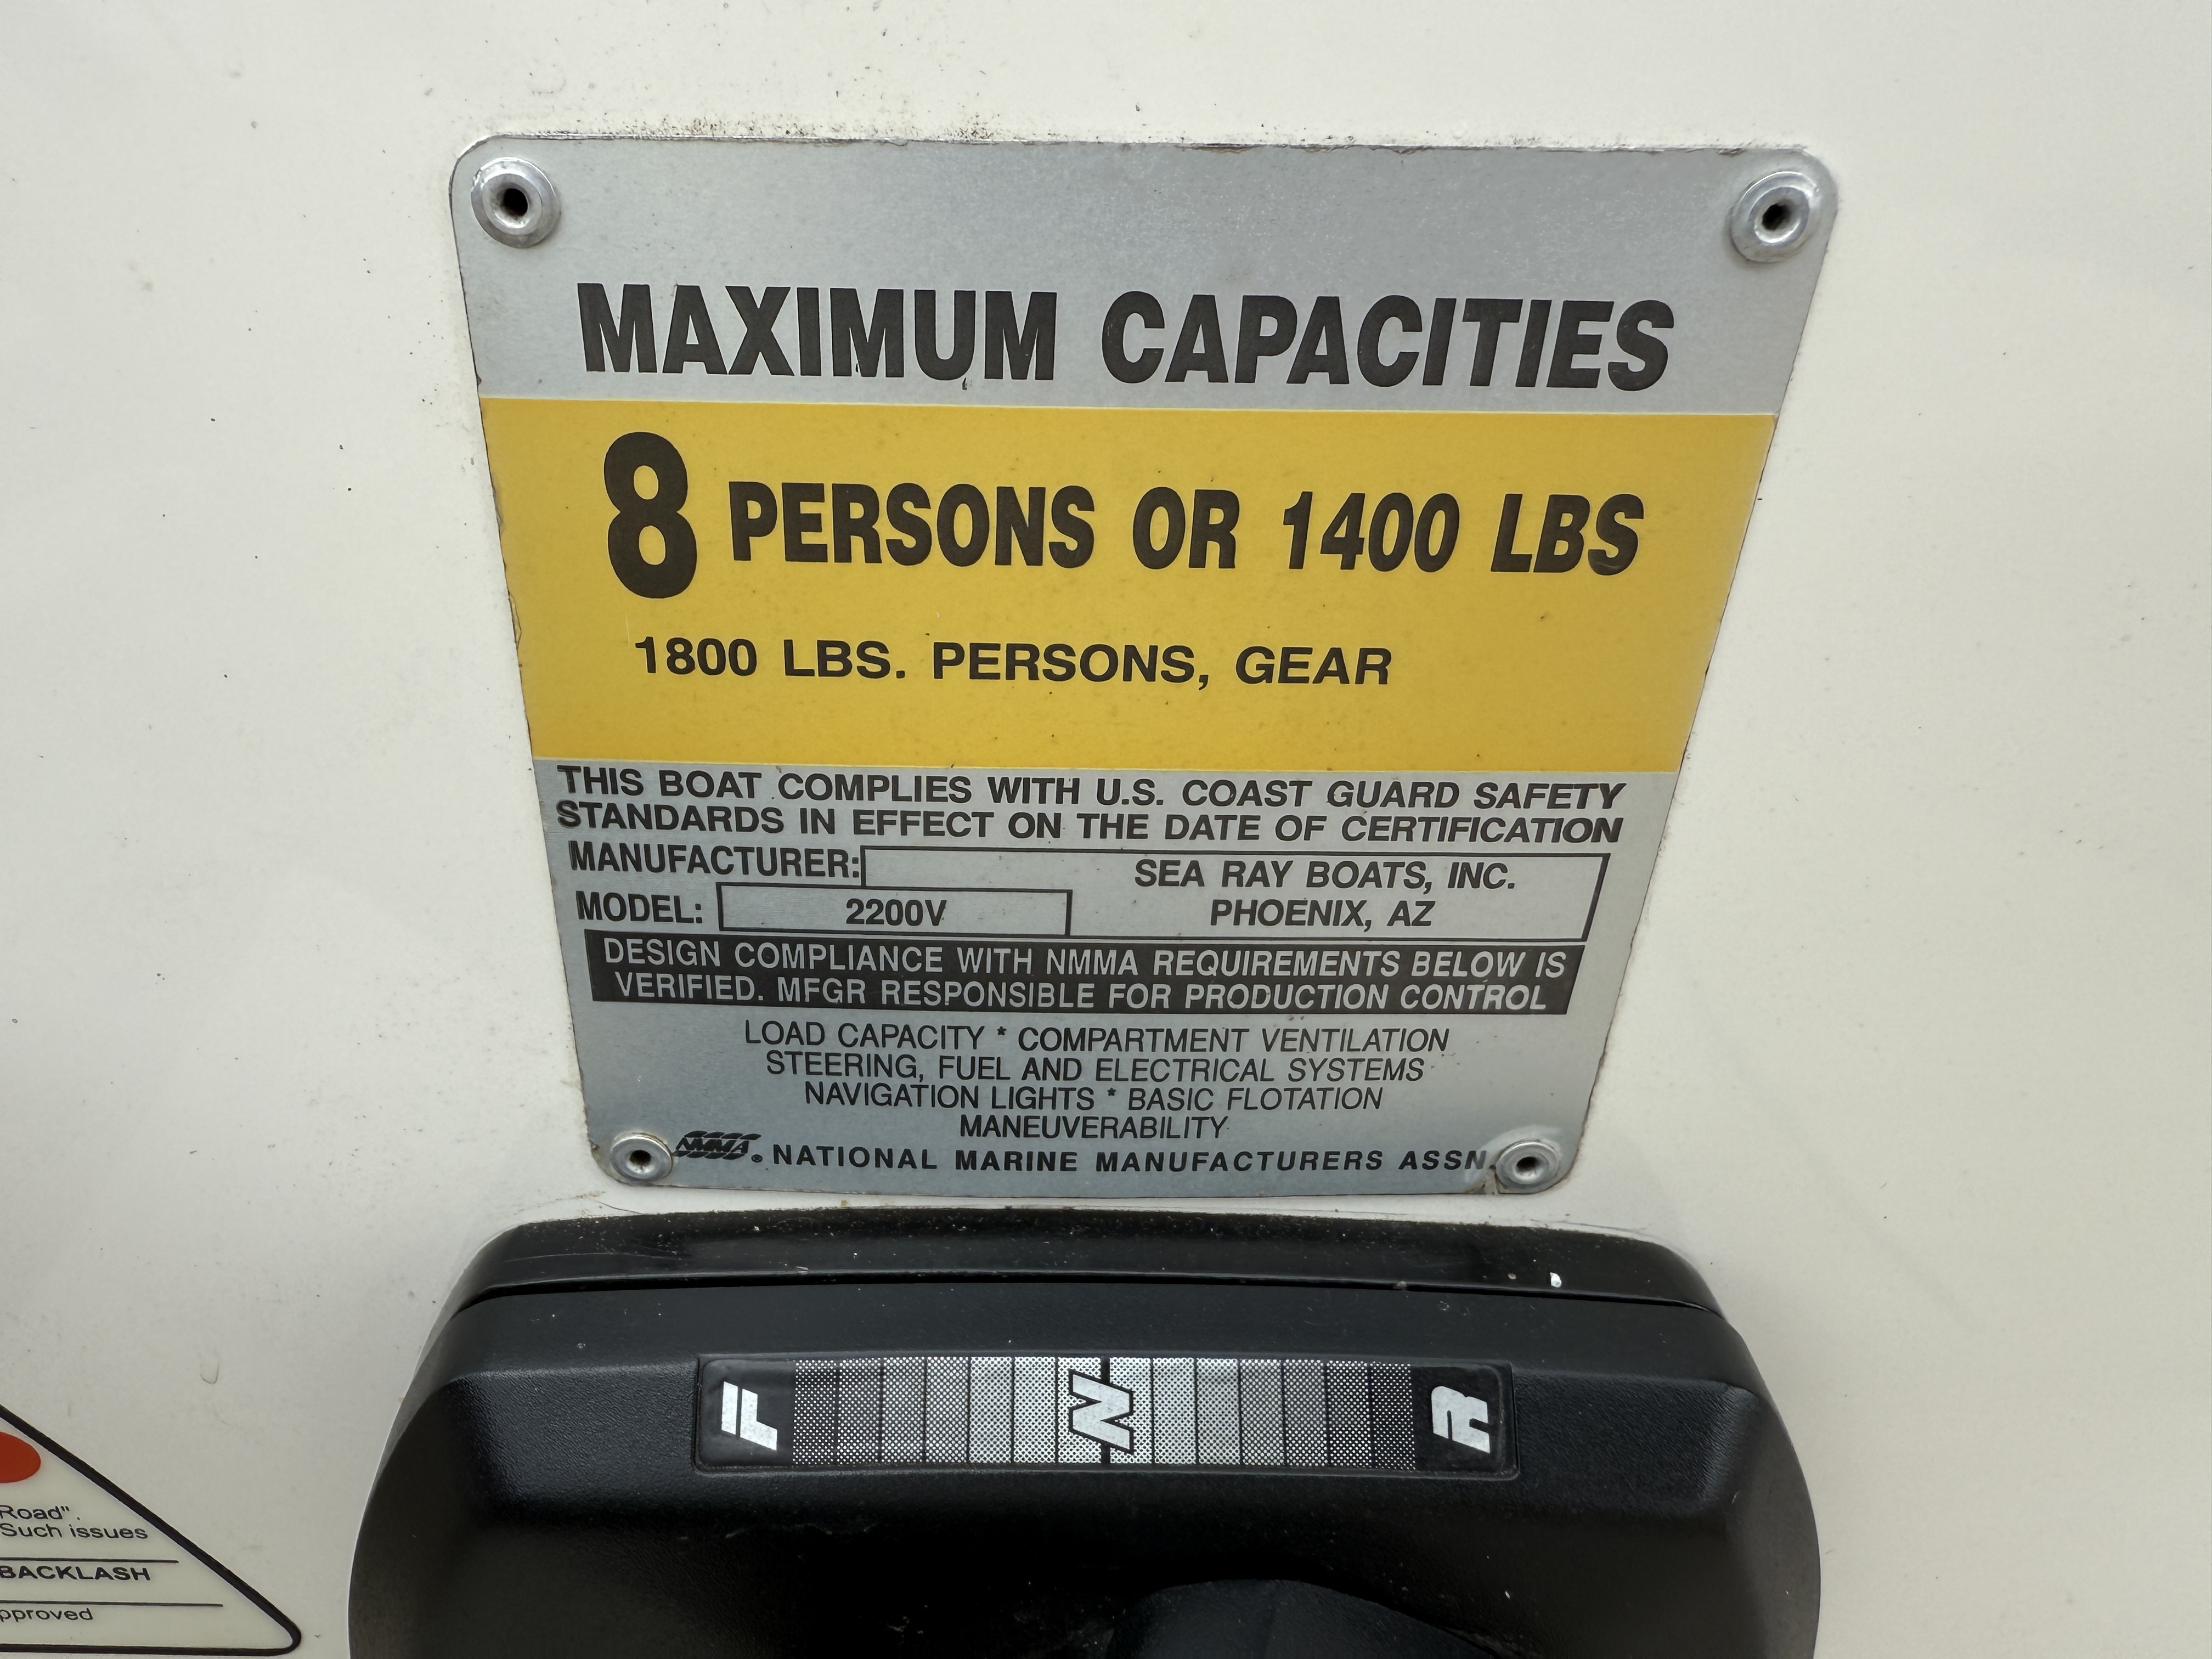 MAXIMUM CAPACITIES
8 PERSONS OR 1400 LBS
1800 LBS. PERSONS, GEAR
THIS BOAT COMPLIES WITH U.S. COAST GUARD SAFETY
STANDARDS IN EFFECT ON THE DATE OF CERTIFICATION
MANUFACTURER: SEA RAY BOATS, INC.
MODEL: 2200V PHOENIX, AZ
DESIGN COMPLIANCE WITH NMMA REQUIREMENTS BELOW IS
VERIFIED. MFGR RESPONSIBLE FOR PRODUCTION CONTROL
LOAD CAPACITY * COMPARTMENT VENTILATION
STEERING, FUEL AND ELECTRICAL SYSTEMS
NAVIGATION LIGHTS * BASIC FLOTATION
MANEUVERABILITY
NMMA® NATIONAL MARINE MANUFACTURERS ASSN.
F N R
Road".
Such issues
BACKLASH
pproved